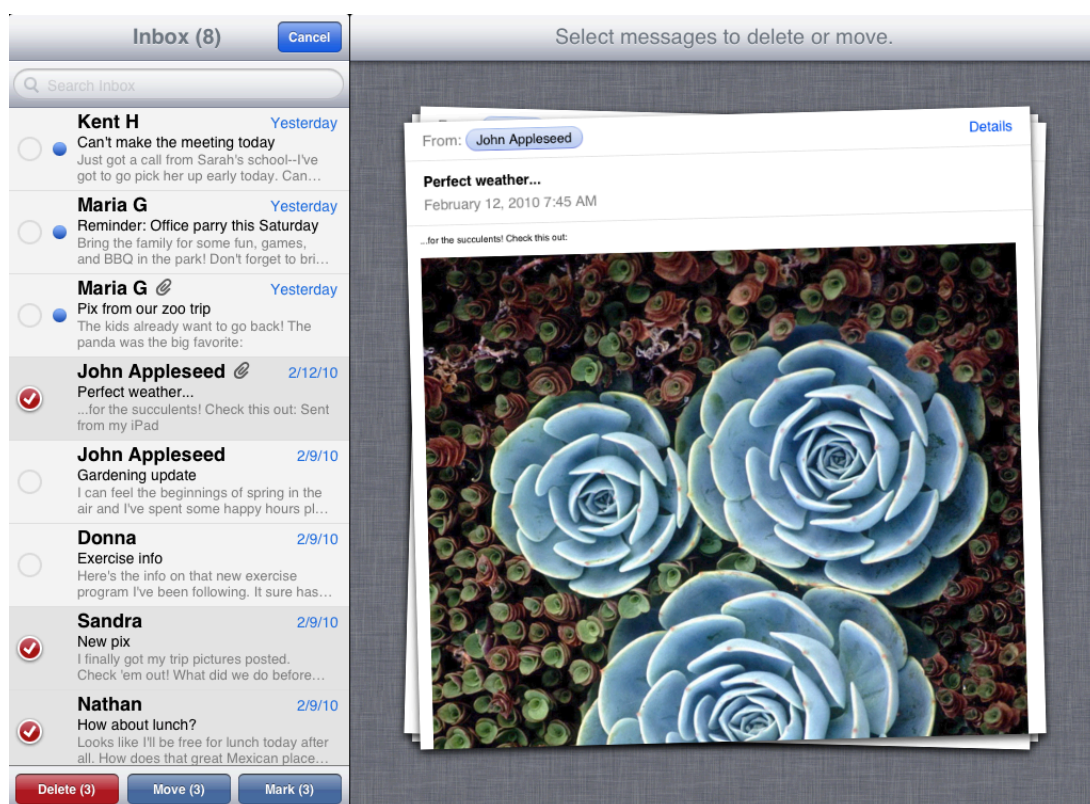 Inbox (8)
Cancel
Search Inbox
Kent H
Yesterday
Can't make the meeting today
Just got a call from Sarah's school--I've
got to go pick her up early today. Can...
Maria G
Yesterday
Reminder: Office parry this Saturday
Bring the family for some fun, games,
and BBQ in the park! Don't forget to bri...
Maria G
Yesterday
Pix from our zoo trip
The kids already want to go back! The
panda was the big favorite:
John Appleseed
2/12/10
Perfect weather...
...for the succulents! Check this out: Sent
from my iPad
John Appleseed
2/9/10
Gardening update
I can feel the beginnings of spring in the
air and I've spent some happy hours pl...
Donna
2/9/10
Exercise info
Here's the info on that new exercise
program I've been following. It sure has...
Sandra
2/9/10
New pix
I finally got my trip pictures posted.
Check 'em out! What did we do before...
Nathan
2/9/10
How about lunch?
Looks like I'll be free for lunch today after
all. How does that great Mexican place...
Delete (3)
Move (3)
Mark (3)
Select messages to delete or move.
From: John Appleseed
Details
Perfect weather...
February 12, 2010 7:45 AM
...for the succulents! Check this out: